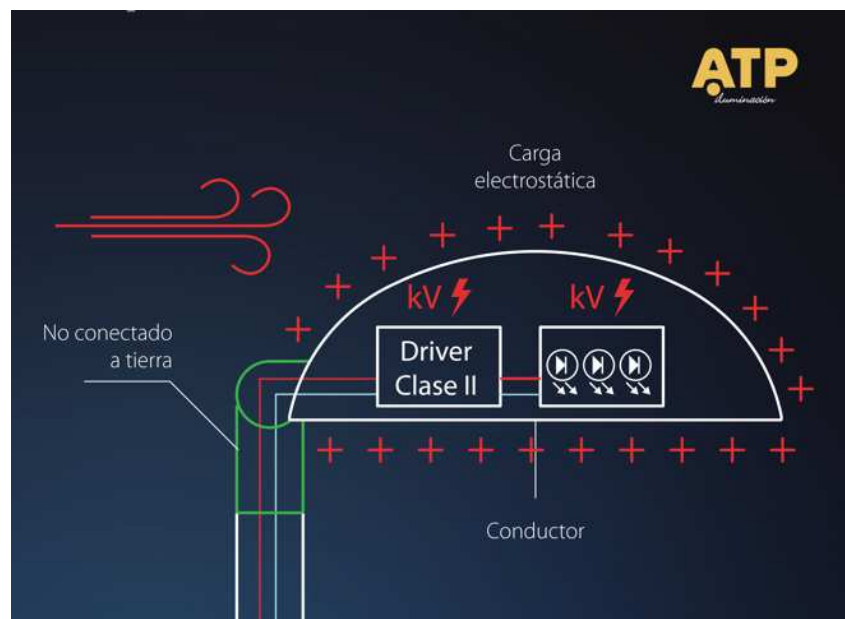 ATP
iluminación
Carga
electrostática
kV
kV
No conectado
a tierra
Driver
Clase II
Conductor